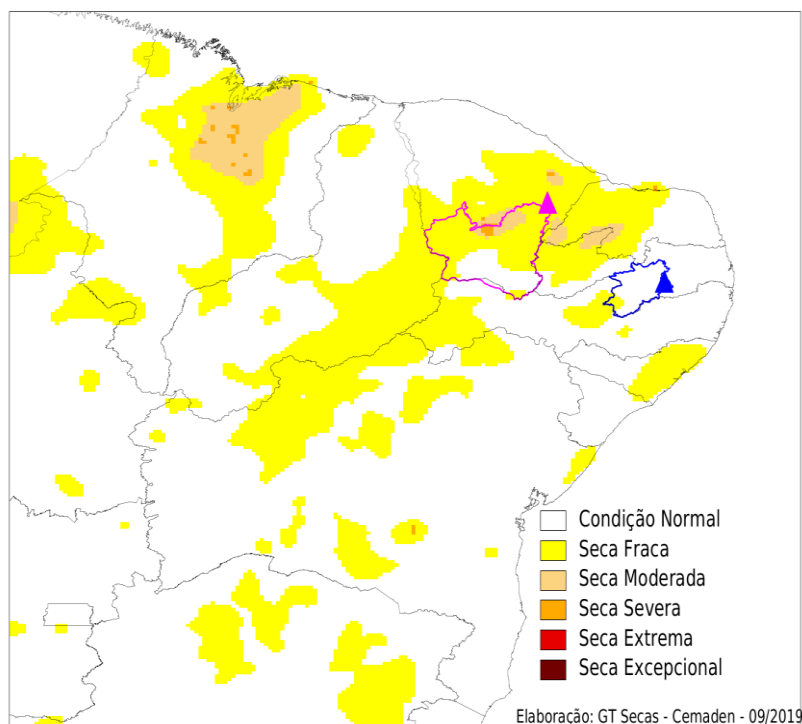 Condição Normal
Seca Fraca
Seca Moderada
Seca Severa
Seca Extrema
Seca Excepcional
Elaboração: GT Secas - Cemaden - 09/2019